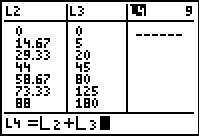 L2 L3 L4 9
0 0 ------
14.67 5
29.33 20
44 45
58.67 80
73.33 125
88 180
L4 =L2+L3